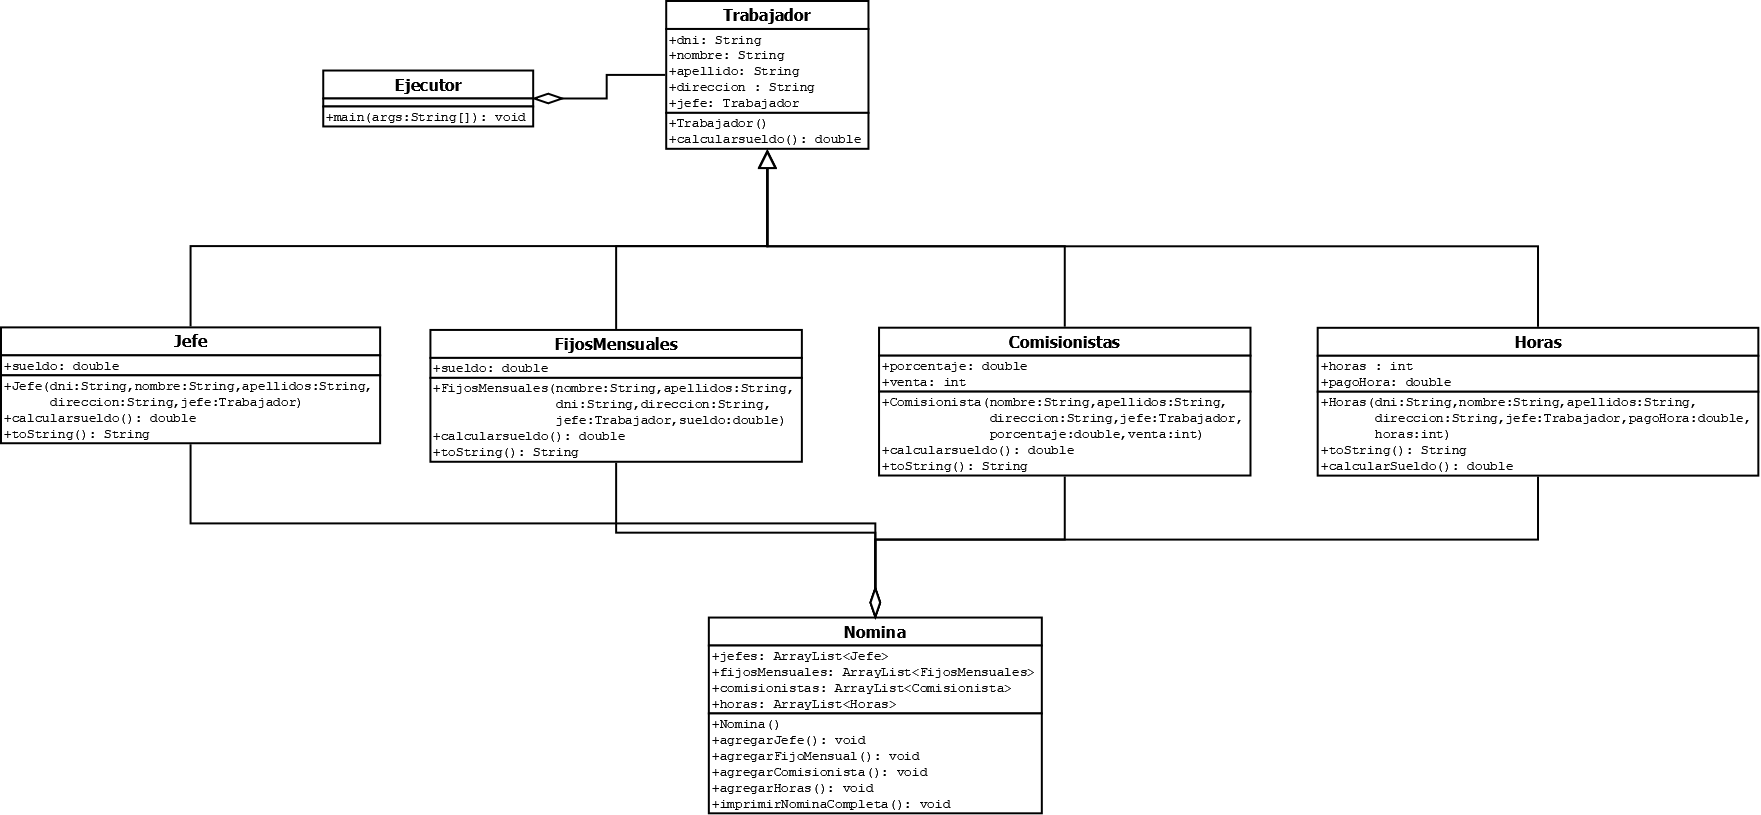 Trabajador
+dni: String
+nombre: String
+apellido: String
+direccion : String
+jefe: Trabajador
+Trabajador()
+calcularsueldo(): double
Ejecutor
+main(args:String[]): void
Jefe
+sueldo: double
+Jefe(dni:String,nombre:String,apellidos:String,
direccion:String,jefe:Trabajador)
+calcularsueldo(): double
+toString(): String
FijosMensuales
+sueldo: double
+FijosMensuales(nombre:String,apellidos:String,
dni:String,direccion:String,
jefe:Trabajador,sueldo:double)
+calcularsueldo(): double
+toString(): String
Comisionistas
+porcentaje: double
+venta: int
+Comisionista(nombre:String,apellidos:String,
direccion:String,jefe:Trabajador,
porcentaje:double,venta:int)
+calcularsueldo(): double
+toString(): String
Horas
+horas : int
+pagoHora: double
+Horas(dni:String,nombre:String,apellidos:String,
direccion:String,jefe:Trabajador,pagoHora:double,
horas:int)
+toString(): String
+calcularSueldo(): double
Nomina
+jefes: ArrayList<Jefe>
+fijosMensuales: ArrayList<FijosMensuales>
+comisionistas: ArrayList<Comisionista>
+horas: ArrayList<Horas>
+Nomina()
+agregarJefe(): void
+agregarFijoMensual(): void
+agregarComisionista(): void
+agregarHoras(): void
+imprimirNominaCompleta(): void